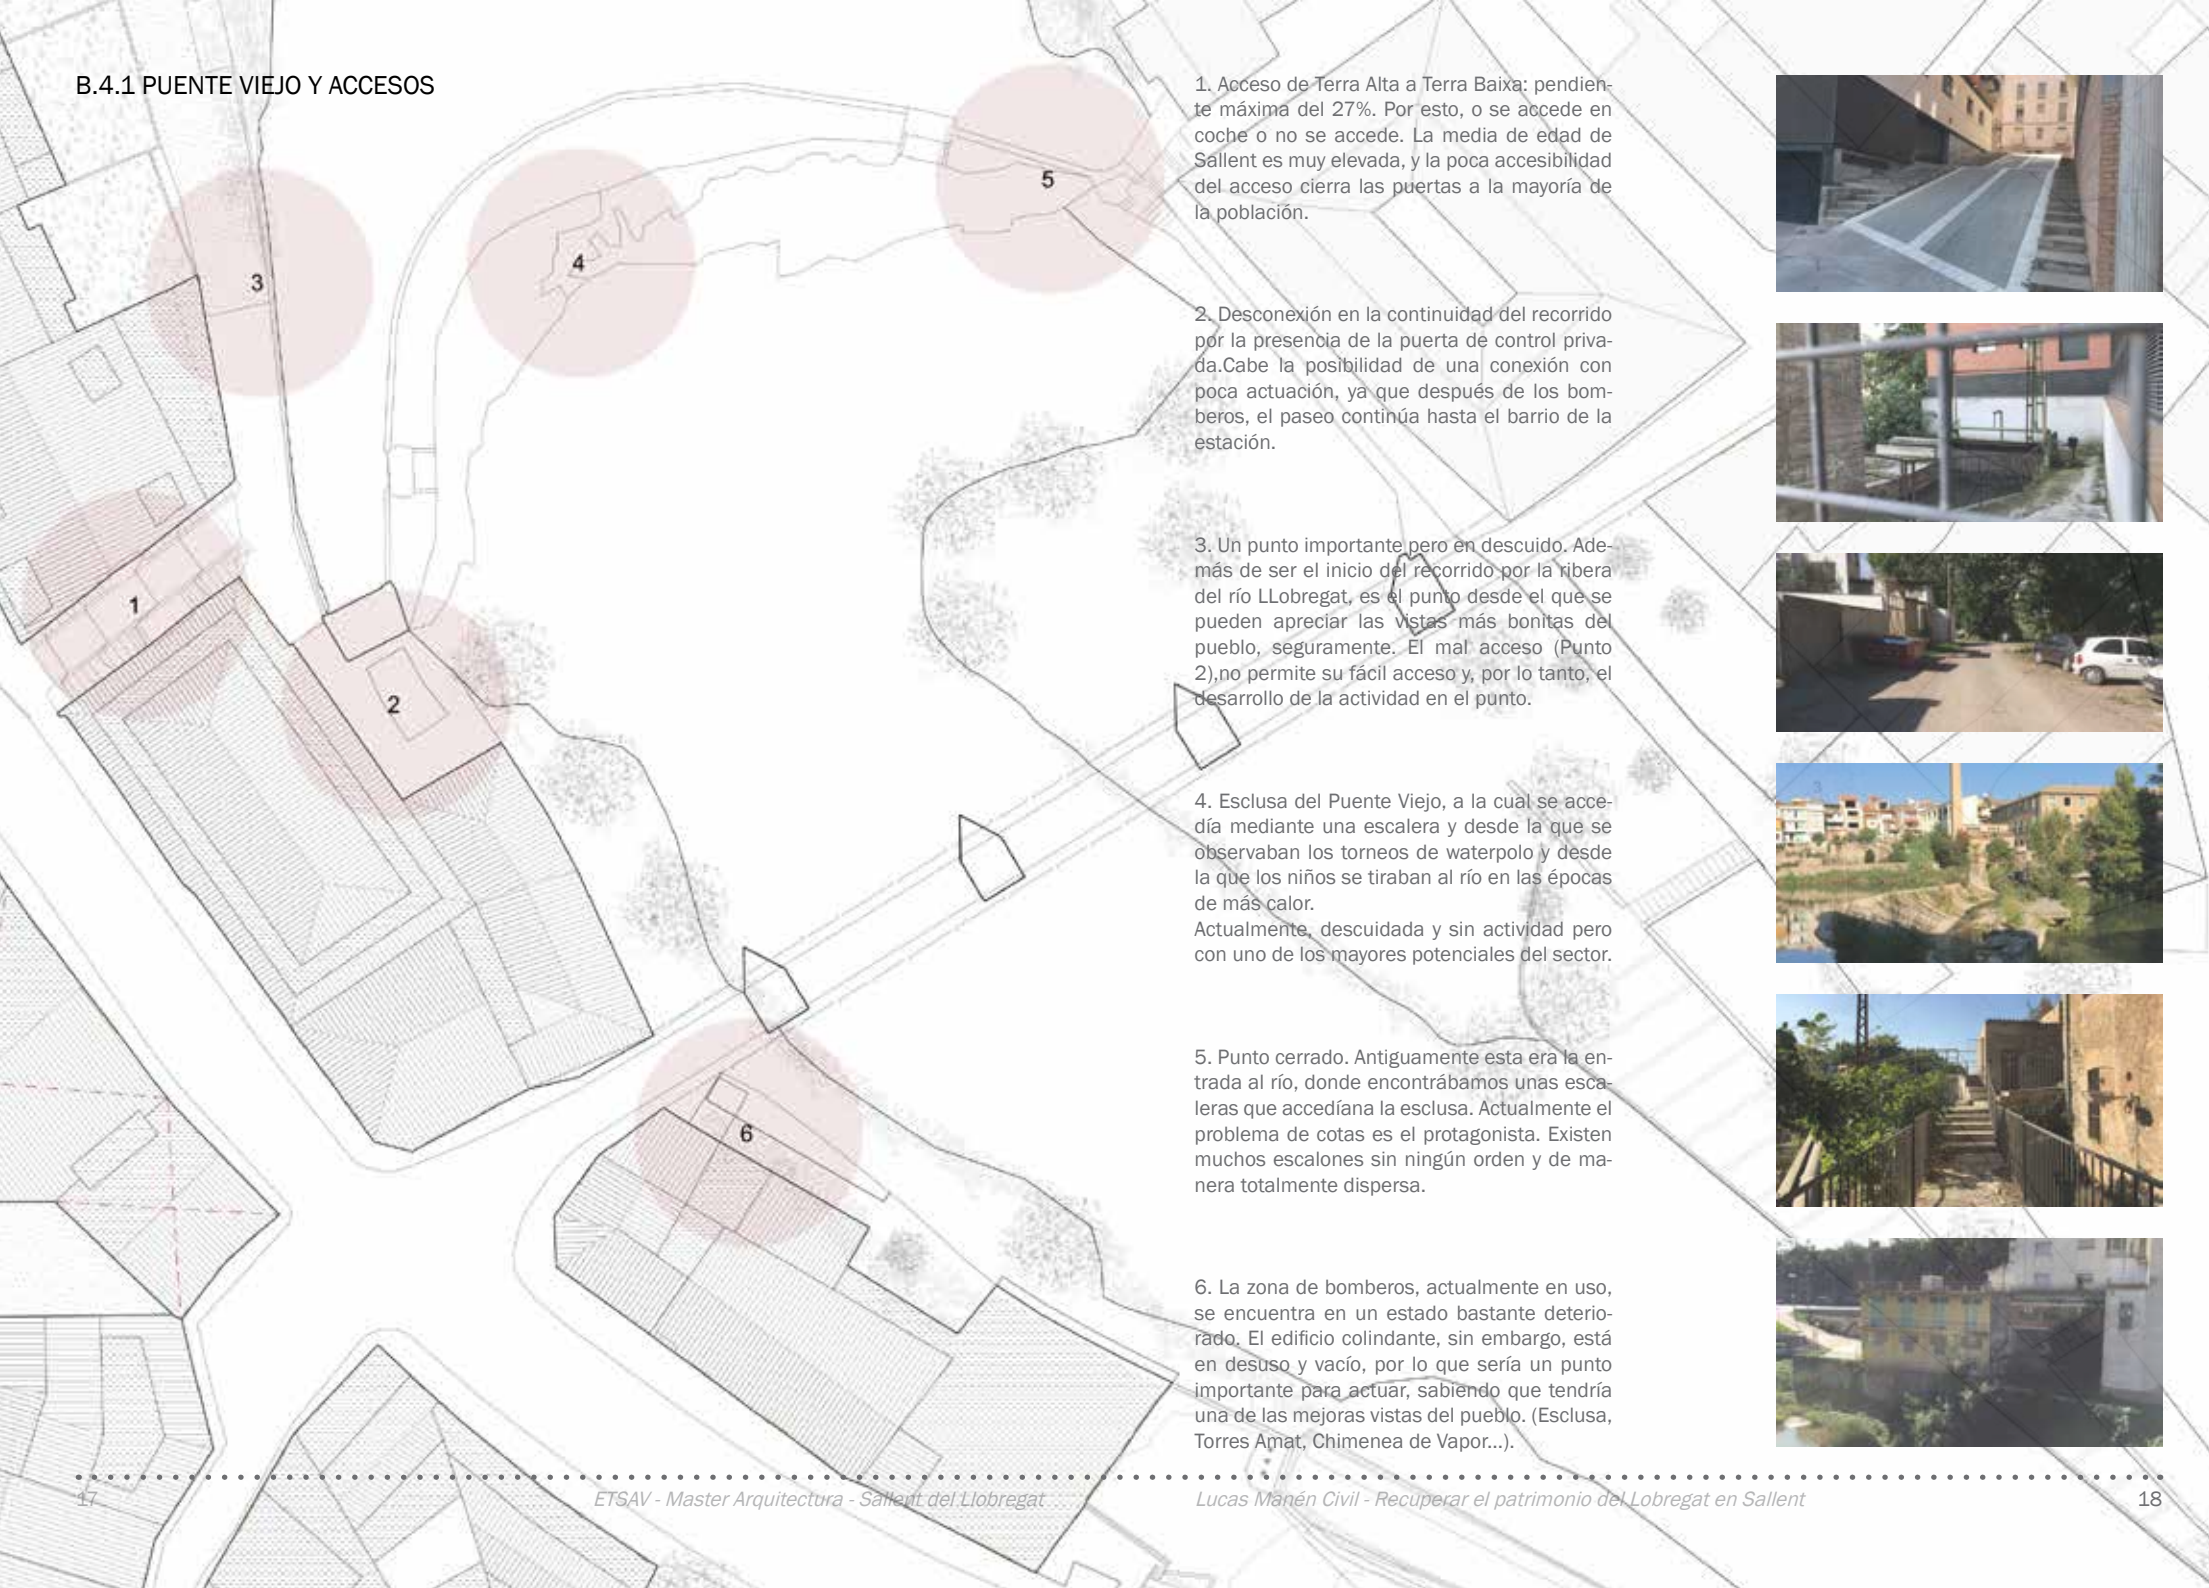 B.4.1 PUENTE VIEJO Y ACCESOS
3
4
5
1
2
6
1. Acceso de Terra Alta a Terra Baixa: pendien-
te máxima del 27%. Por esto, o se accede en
coche o no se accede. La media de edad de
Sallent es muy elevada, y la poca accesibilidad
del acceso cierra las puertas a la mayoría de
la población.
2. Desconexión en la continuidad del recorrido
por la presencia de la puerta de control priva-
da.Cabe la posibilidad de una conexión con
poca actuación, ya que después de los bom-
beros, el paseo continúa hasta el barrio de la
estación.
3. Un punto importante pero en descuido. Ade-
más de ser el inicio del recorrido por la ribera
del río LLobregat, es el punto desde el que se
pueden apreciar las vistas más bonitas del
pueblo, seguramente. El mal acceso (Punto
2),no permite su fácil acceso y, por lo tanto, el
desarrollo de la actividad en el punto.
4. Esclusa del Puente Viejo, a la cual se acce-
día mediante una escalera y desde la que se
observaban los torneos de waterpolo y desde
la que los niños se tiraban al río en las épocas
de más calor.
Actualmente, descuidada y sin actividad pero
con uno de los mayores potenciales del sector.
5. Punto cerrado. Antiguamente esta era la en-
trada al río, donde encontrábamos unas esca-
leras que accedíana la esclusa. Actualmente el
problema de cotas es el protagonista. Existen
muchos escalones sin ningún orden y de ma-
nera totalmente dispersa.
6. La zona de bomberos, actualmente en uso,
se encuentra en un estado bastante deterio-
rado. El edificio colindante, sin embargo, está
en desuso y vacío, por lo que sería un punto
importante para actuar, sabiendo que tendría
una de las mejoras vistas del pueblo. (Esclusa,
Torres Amat, Chimenea de Vapor...).
17
ETSAV - Master Arquitectura - Sallent del Llobregat
Lucas Manén Civil - Recuperar el patrimonio del Lobregat en Sallent
18